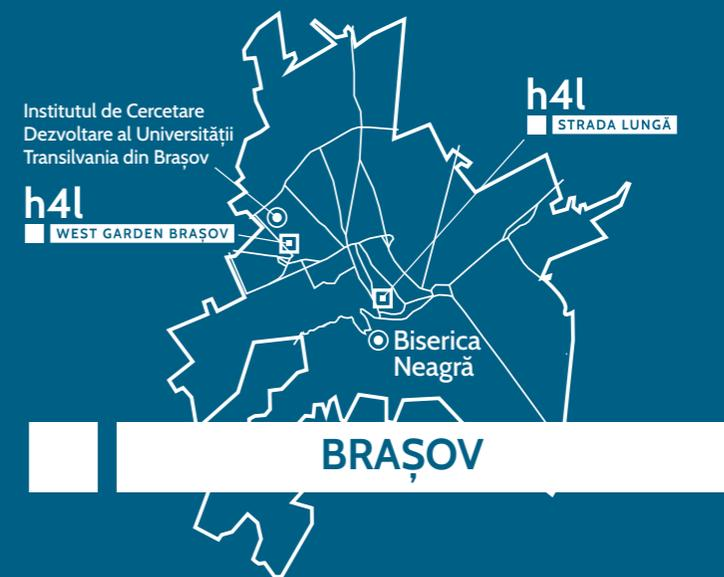 Institutul de Cercetare
Dezvoltare al Universității
Transilvania din Brașov
h4l
WEST GARDEN BRAȘOV
h4l
STRADA LUNGĂ
Biserica
Neagră
BRAȘOV